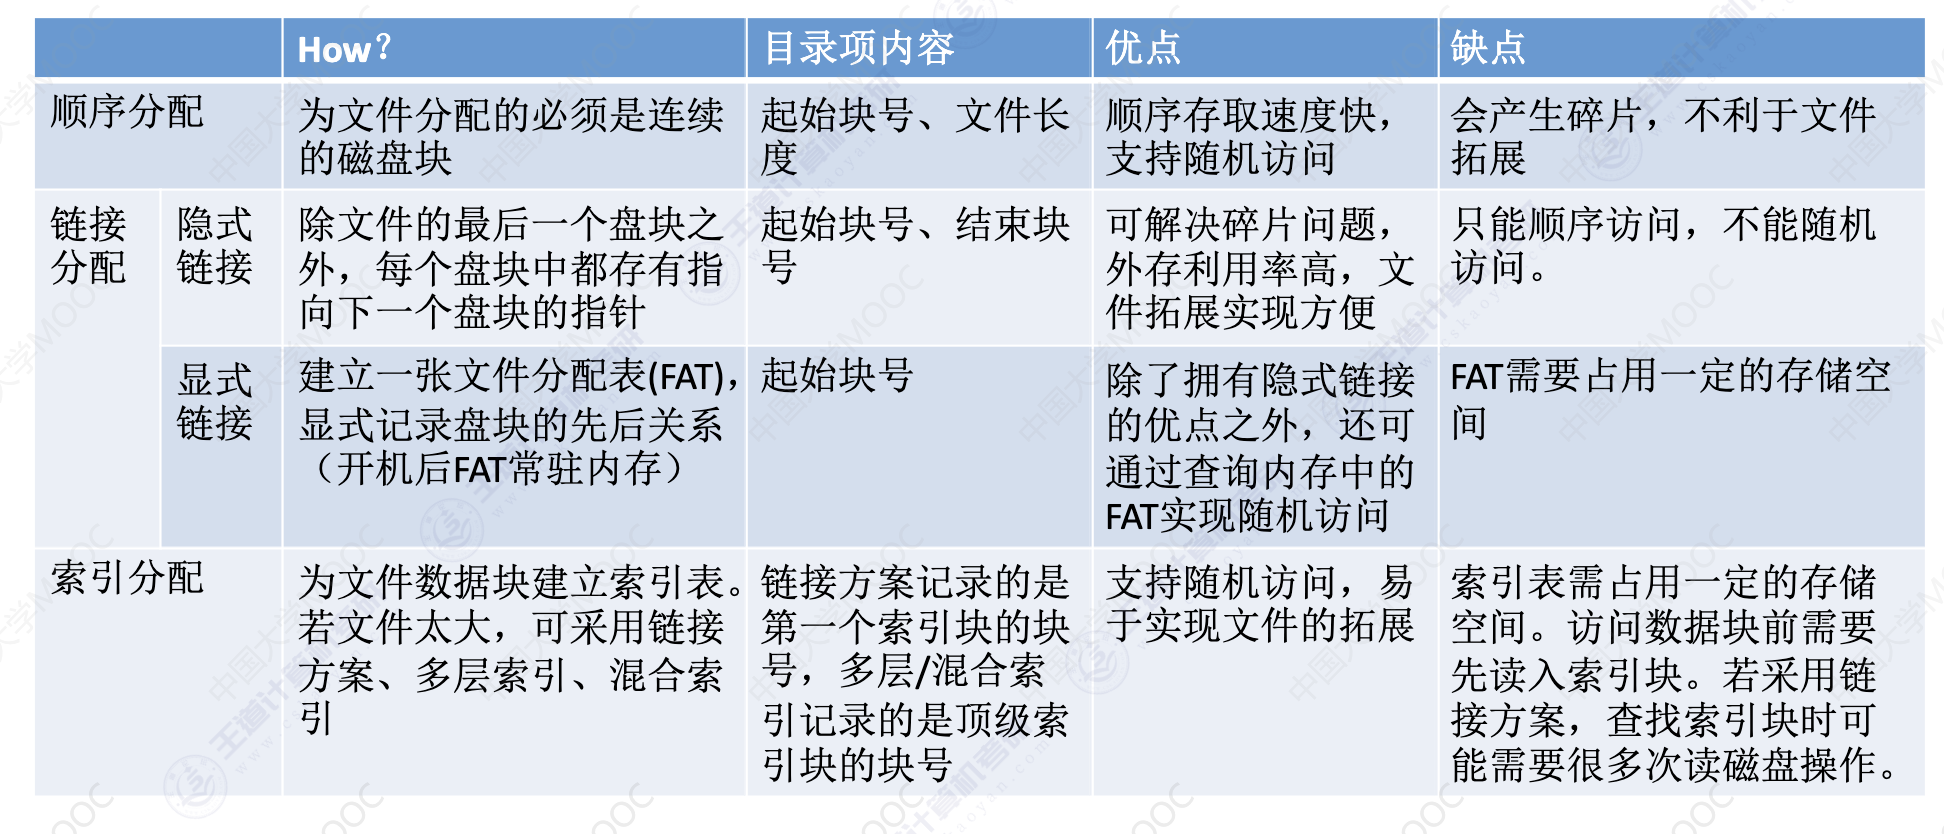 How？
目录项内容
优点
缺点
顺序分配
为文件分配的必须是连续
的磁盘块
起始块号、文件长
度
顺序存取速度快，
支持随机访问
会产生碎片，不利于文件
拓展
链接
分配
隐式
链接
除文件的最后一个盘块之
外，每个盘块中都存有指
向下一个盘块的指针
起始块号、结束块
号
可解决碎片问题，
外存利用率高，文
件拓展实现方便
只能顺序访问，不能随机
访问。
显式
链接
建立一张文件分配表(FAT)，
显式记录盘块的先后关系
（开机后FAT常驻内存）
起始块号
除了拥有隐式链接
的优点之外，还可
通过查询内存中的
FAT实现随机访问
FAT需要占用一定的存储空
间
索引分配
为文件数据块建立索引表。
若文件太大，可采用链接
方案、多层索引、混合索
引
链接方案记录的是
第一个索引块的块
号，多层/混合索
引记录的是顶级索
引块的块号
支持随机访问，易
于实现文件的拓展
索引表需占用一定的存储
空间。访问数据块前需要
先读入索引块。若采用链
接方案，查找索引块时可
能需要很多次读磁盘操作。
中国大学MOOC
王道计算机考研
www.cskaoyan.com